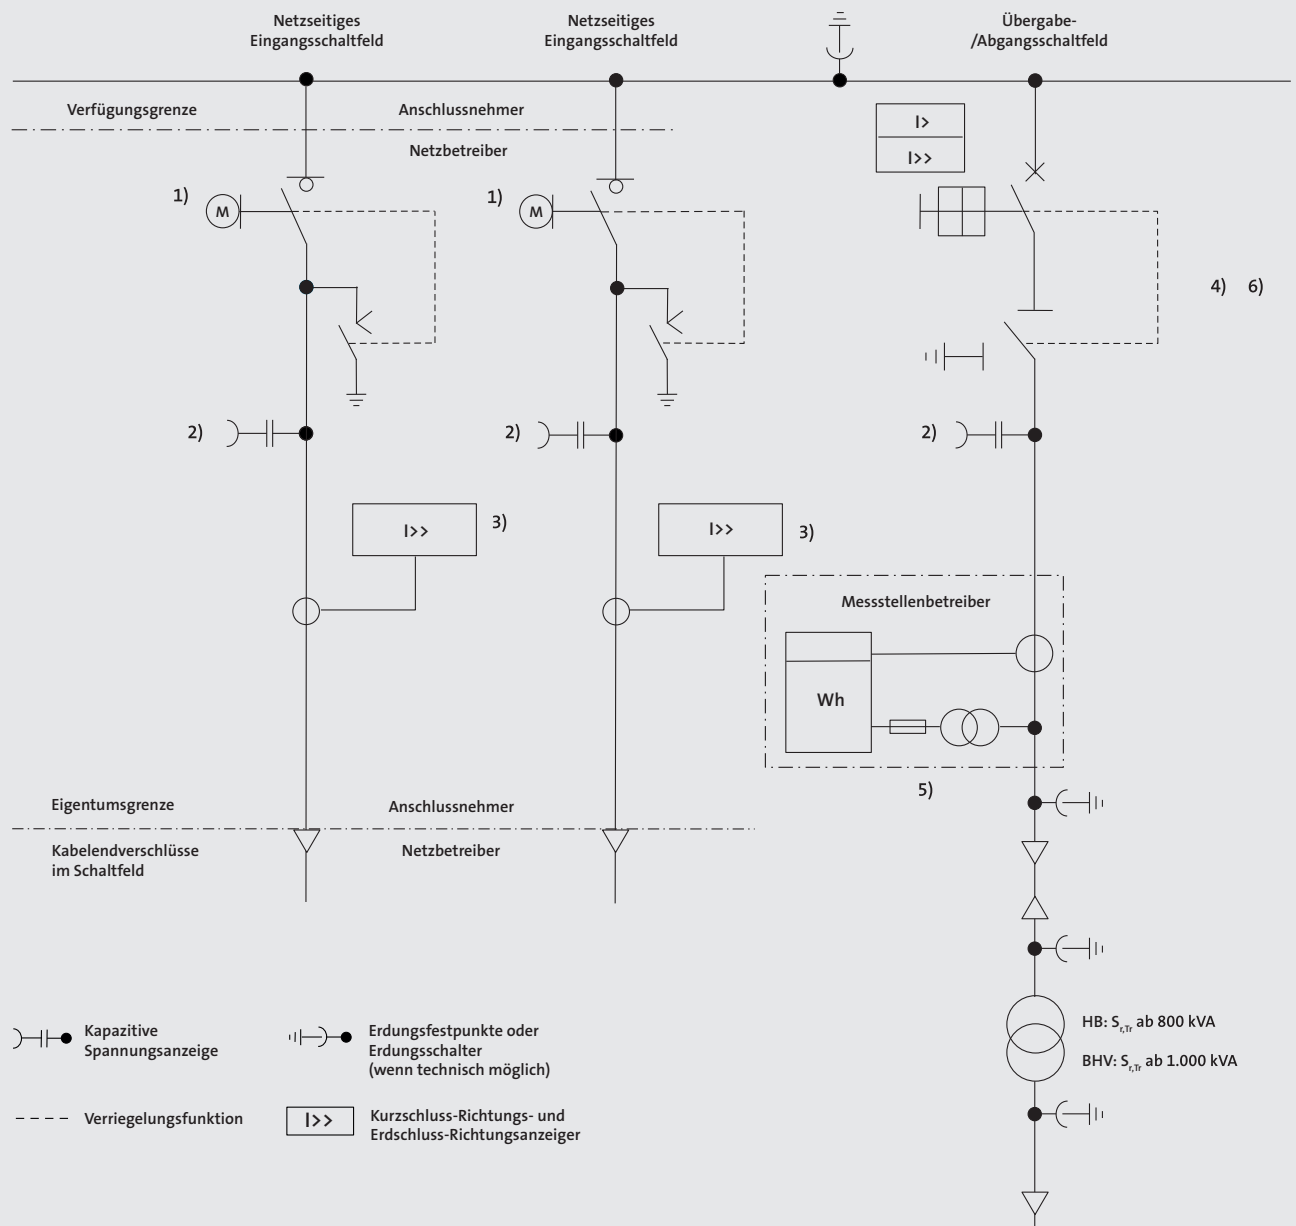 Netzseitiges
Eingangsschaltfeld
Netzseitiges
Eingangsschaltfeld
Übergabe-
/Abgangsschaltfeld
Verfügungsgrenze
Anschlussnehmer
Netzbetreiber
I>
I>>
1)
M
1)
M
4)
6)
2)
2)
2)
I>>
3)
I>>
3)
Messstellenbetreiber
Wh
5)
Eigentumsgrenze
Anschlussnehmer
Kabelendverschlüsse
im Schaltfeld
Netzbetreiber
HB: Sr,Tr ab 800 kVA
BHV: Sr,Tr ab 1.000 kVA
Kapazitive
Spannungsanzeige
Erdungsfestpunkte oder
Erdungsschalter
(wenn technisch möglich)
Verriegelungsfunktion
I>>
Kurzschluss-Richtungs- und
Erdschluss-Richtungsanzeiger